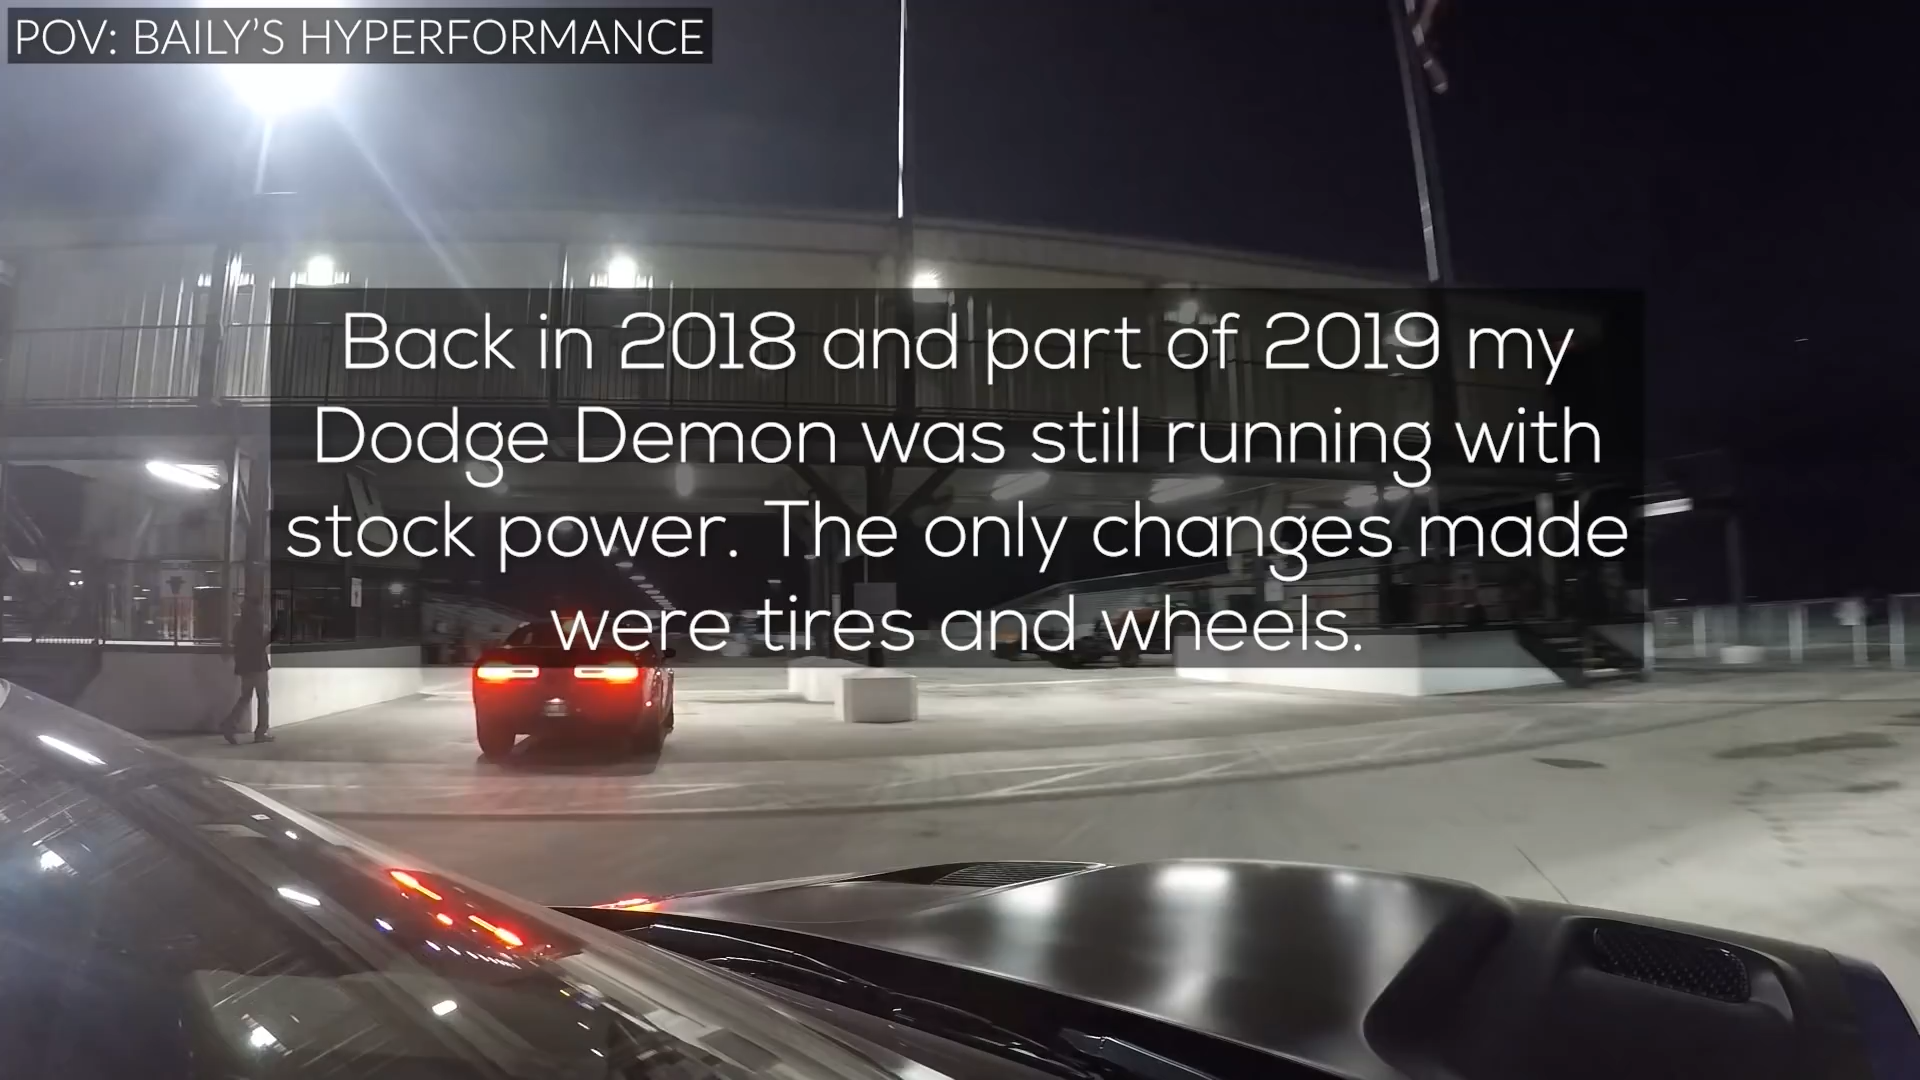 POV: BAILY'S HYPERFORMANCE
Back in 2018 and part of 2019 my
Dodge Demon was still running with
stock power. The only changes made
were tires and wheels.